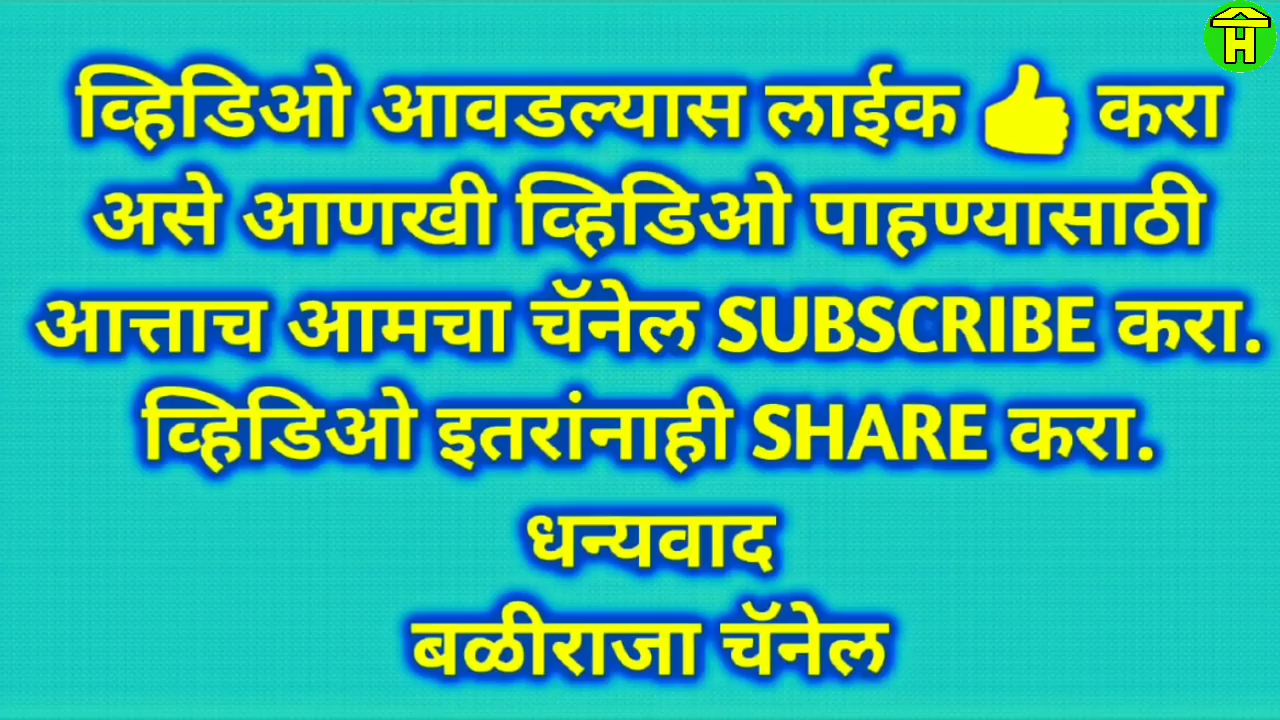 व्हिडिओ आवडल्यास लाईक 👍 करा
असे आणखी व्हिडिओ पाहण्यासाठी
आत्ताच आमचा चॅनेल SUBSCRIBE करा.
व्हिडिओ इतरांनाही SHARE करा.
धन्यवाद
बळीराजा चॅनेल
H